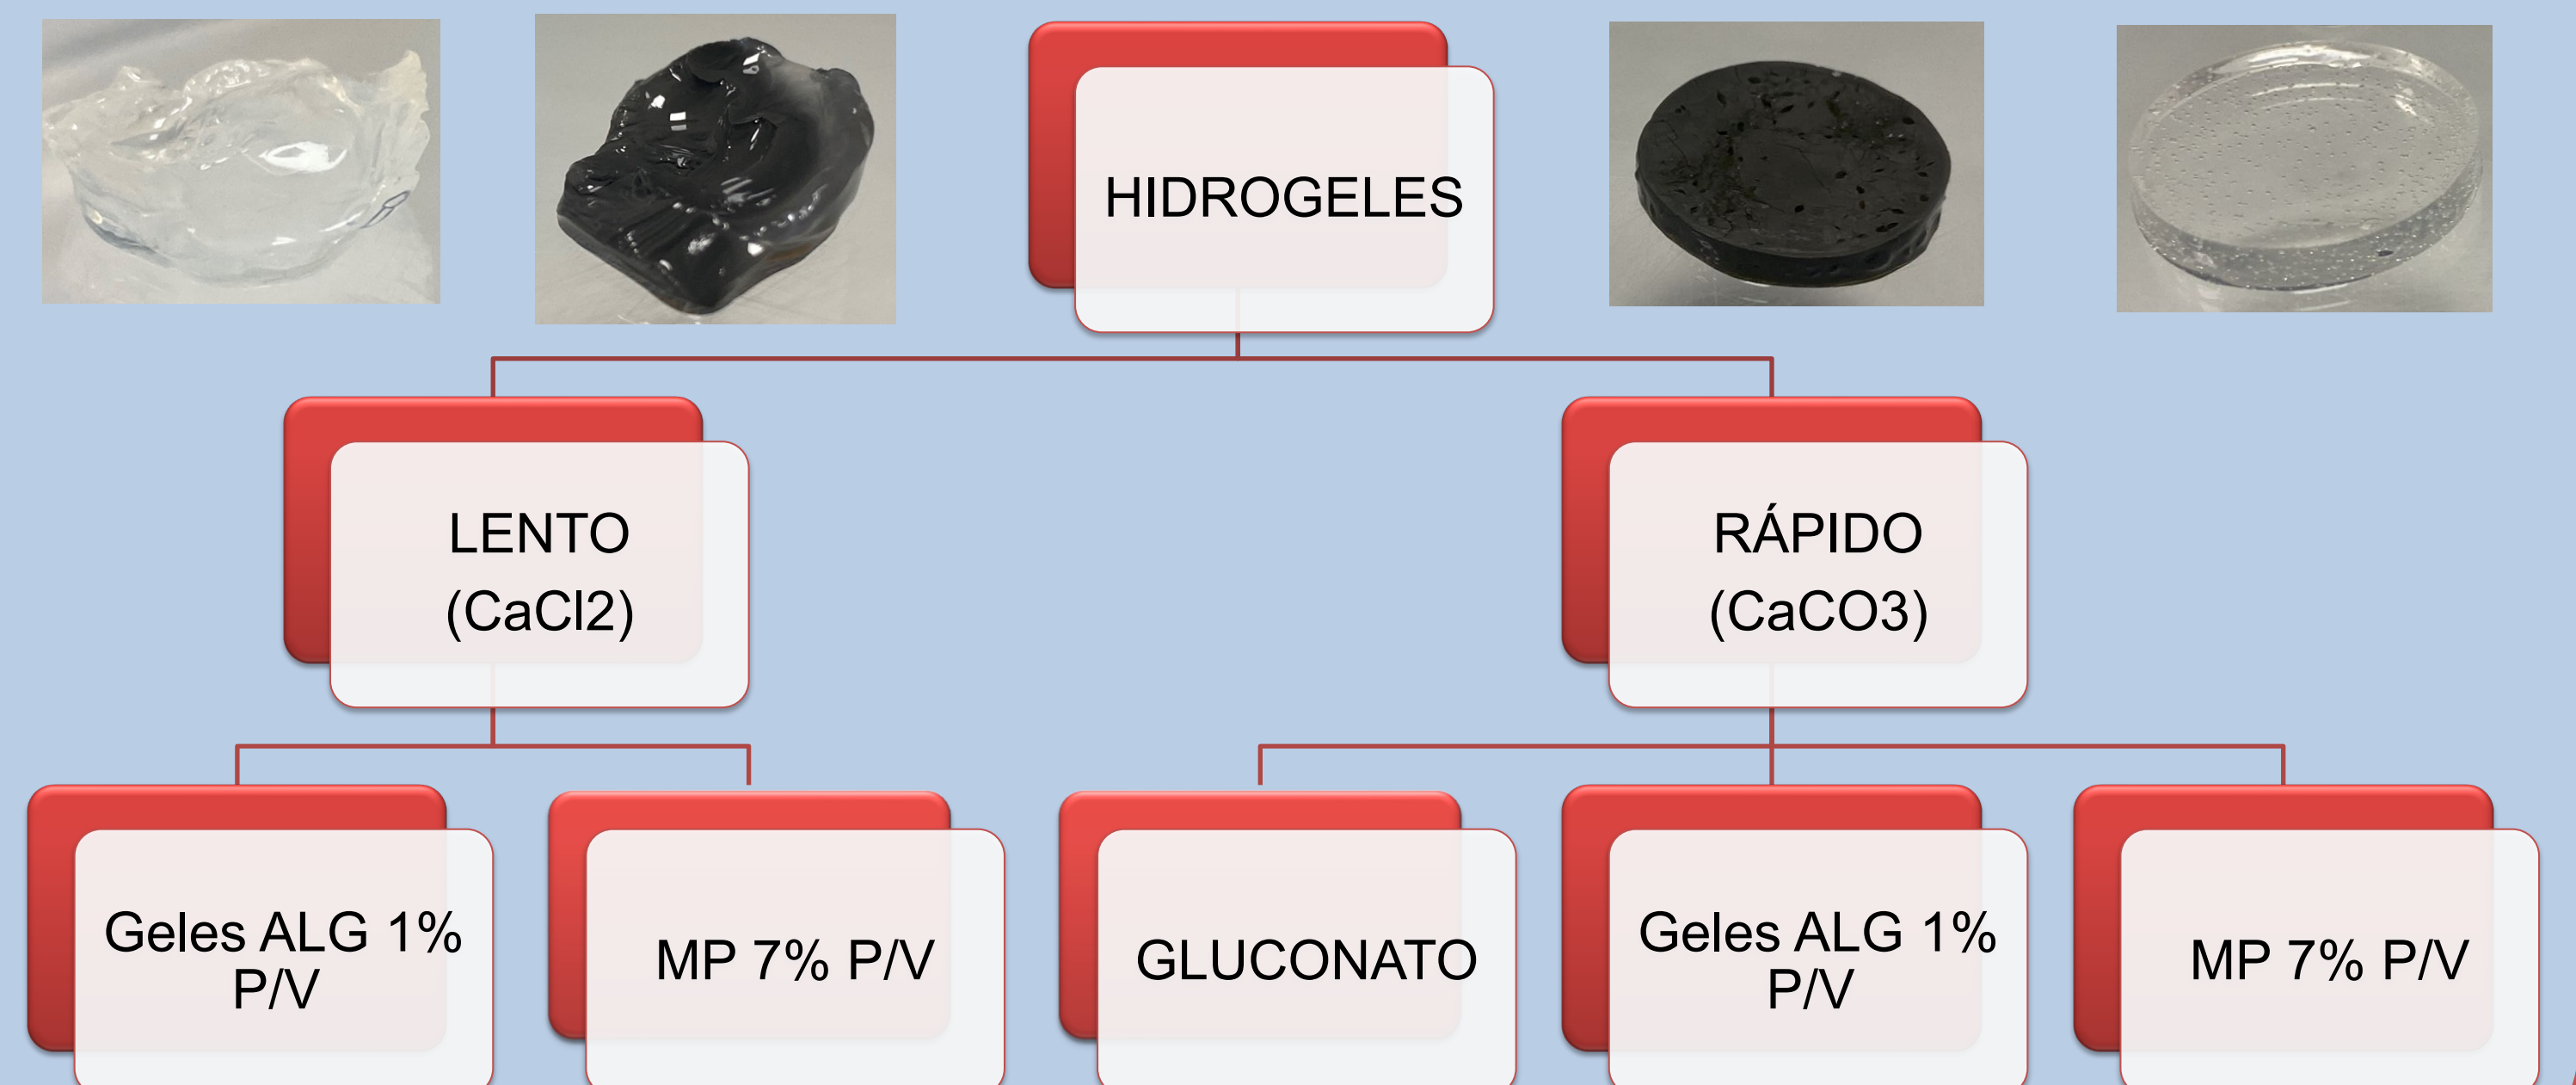 HIDROGELES
LENTO
(CaCl2)
RÁPIDO
(CaCO3)
Geles ALG 1%
P/V
MP 7% P/V
GLUCONATO
Geles ALG 1%
P/V
MP 7% P/V